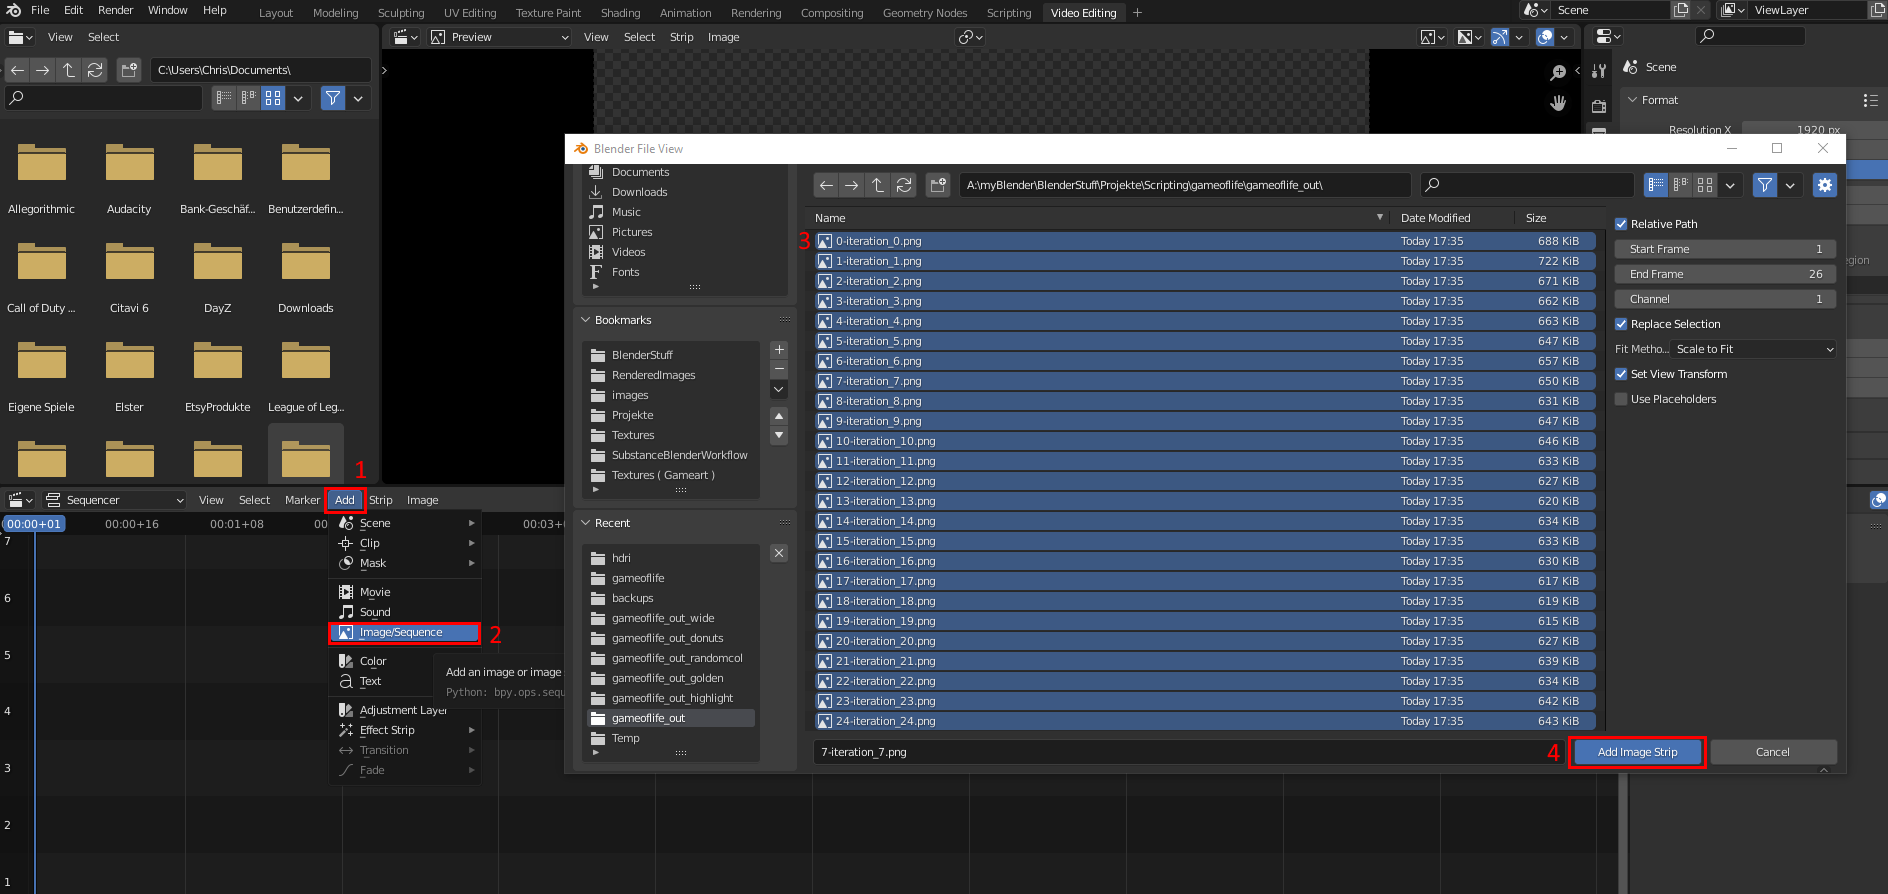 File Edit Render Window Help
Layout Modeling Sculpting UV Editing Texture Paint Shading Animation Rendering Compositing Geometry Nodes Scripting Video Editing +
Scene
ViewLayer
View Select
C:\Users\Chris\Documents\
Allegorithmic Audacity Bank-Geschäf... Benutzerdefin...
Call of Duty ... Citavi 6 DayZ Downloads
Eigene Spiele Elster EtsyProdukte League of Leg...
Preview View Select Strip Image
Scene
Format
Resolution X 1920 px
egion
1
Sequencer View Select Marker Add Strip Image
00:00+01 00:00+16 00:01+08 00:03+
7
6
5
4
3
2
1
Scene
Clip
Mask
Movie
Sound
Image/Sequence
2
Color
Text
Adjustment Layer
Effect Strip
Transition
Fade
Add an image or image
Python: bpy.ops.sequ
Blender File View
Documents
Downloads
Music
Pictures
Videos
Fonts
Bookmarks
BlenderStuff
RenderedImages
images
Projekte
Textures
SubstanceBlenderWorkflow
Textures ( Gameart )
Recent
hdri
gameoflife
backups
gameoflife_out_wide
gameoflife_out_donuts
gameoflife_out_randomcol
gameoflife_out_golden
gameoflife_out_highlight
gameoflife_out
Temp
A:\myBlender\BlenderStuff\Projekte\Scripting\gameoflife\gameoflife_out\
Name Date Modified Size
3
0-iteration_0.png Today 17:35 688 KiB
1-iteration_1.png Today 17:35 722 KiB
2-iteration_2.png Today 17:35 671 KiB
3-iteration_3.png Today 17:35 662 KiB
4-iteration_4.png Today 17:35 663 KiB
5-iteration_5.png Today 17:35 647 KiB
6-iteration_6.png Today 17:35 657 KiB
7-iteration_7.png Today 17:35 650 KiB
8-iteration_8.png Today 17:35 631 KiB
9-iteration_9.png Today 17:35 647 KiB
10-iteration_10.png Today 17:35 646 KiB
11-iteration_11.png Today 17:35 633 KiB
12-iteration_12.png Today 17:35 627 KiB
13-iteration_13.png Today 17:35 620 KiB
14-iteration_14.png Today 17:35 634 KiB
15-iteration_15.png Today 17:35 633 KiB
16-iteration_16.png Today 17:35 630 KiB
17-iteration_17.png Today 17:35 617 KiB
18-iteration_18.png Today 17:35 619 KiB
19-iteration_19.png Today 17:35 615 KiB
20-iteration_20.png Today 17:35 627 KiB
21-iteration_21.png Today 17:35 639 KiB
22-iteration_22.png Today 17:35 634 KiB
23-iteration_23.png Today 17:35 642 KiB
24-iteration_24.png Today 17:35 643 KiB
Relative Path
Start Frame 1
End Frame 26
Channel 1
Replace Selection
Fit Metho... Scale to Fit
Set View Transform
Use Placeholders
7-iteration_7.png
4
Add Image Strip
Cancel